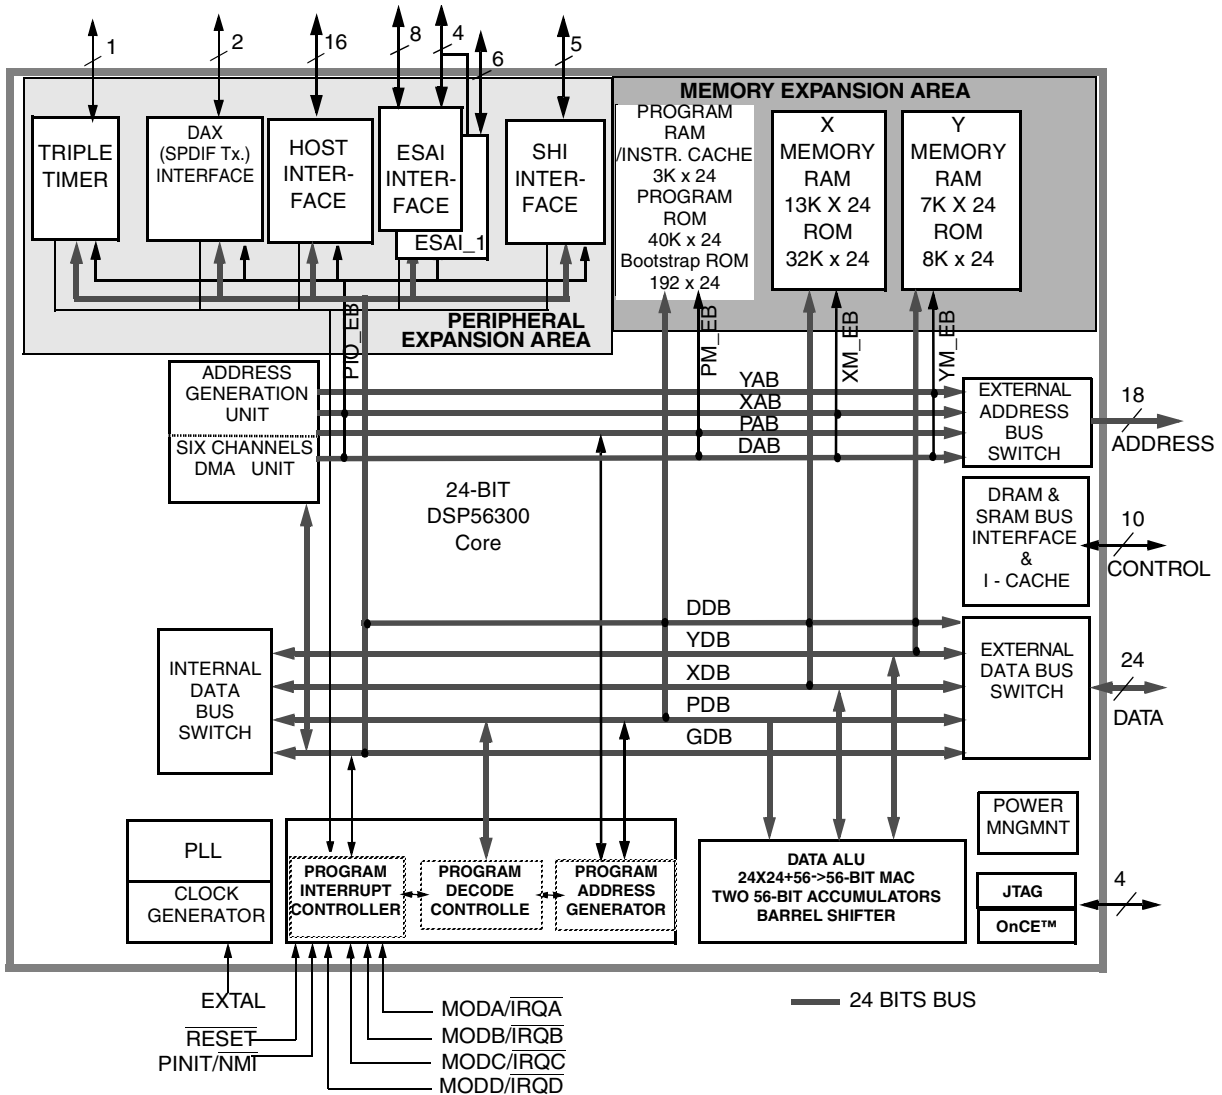 1
2
16
8
4
6
5
MEMORY EXPANSION AREA
TRIPLE
TIMER
DAX
(SPDIF Tx.)
INTERFACE
HOST
INTER-
FACE
ESAI
INTER-
FACE
ESAI_1
SHI
INTER-
FACE
PROGRAM
RAM
/INSTR. CACHE
3K x 24
PROGRAM
ROM
40K x 24
Bootstrap ROM
192 x 24
X
MEMORY
RAM
13K X 24
ROM
32K x 24
Y
MEMORY
RAM
7K X 24
ROM
8K x 24
PERIPHERAL
EXPANSION AREA
PIO_EB
PM_EB
XM_EB
YM_EB
ADDRESS
GENERATION
UNIT
SIX CHANNELS
DMA UNIT
YAB
XAB
PAB
DAB
EXTERNAL
ADDRESS
BUS
SWITCH
18
ADDRESS
24-BIT
DSP56300
Core
DRAM &
SRAM BUS
INTERFACE
&
I - CACHE
10
CONTROL
DDB
YDB
XDB
PDB
GDB
INTERNAL
DATA
BUS
SWITCH
EXTERNAL
DATA BUS
SWITCH
24
DATA
POWER
MNGMNT
PLL
CLOCK
GENERATOR
PROGRAM
INTERRUPT
CONTROLLER
PROGRAM
DECODE
CONTROLLE
PROGRAM
ADDRESS
GENERATOR
DATA ALU
24X24+56->56-BIT MAC
TWO 56-BIT ACCUMULATORS
BARREL SHIFTER
JTAG
OnCE™
4
EXTAL
RESET
PINIT/NMI
MODA/IRQA
MODB/IRQB
MODC/IRQC
MODD/IRQD
24 BITS BUS